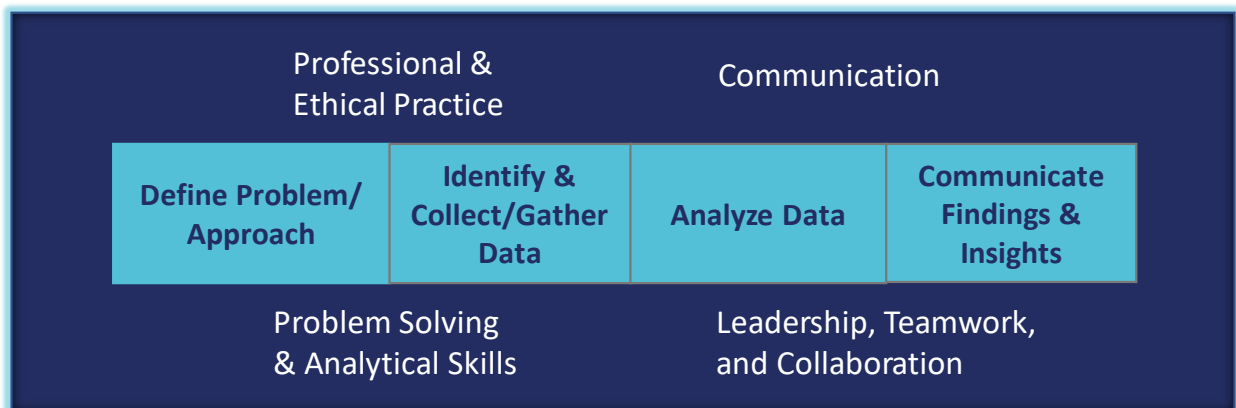 Professional &
Ethical Practice
Communication
Define Problem/
Approach
Identify &
Collect/Gather
Data
Analyze Data
Communicate
Findings &
Insights
Problem Solving
& Analytical Skills
Leadership, Teamwork,
and Collaboration